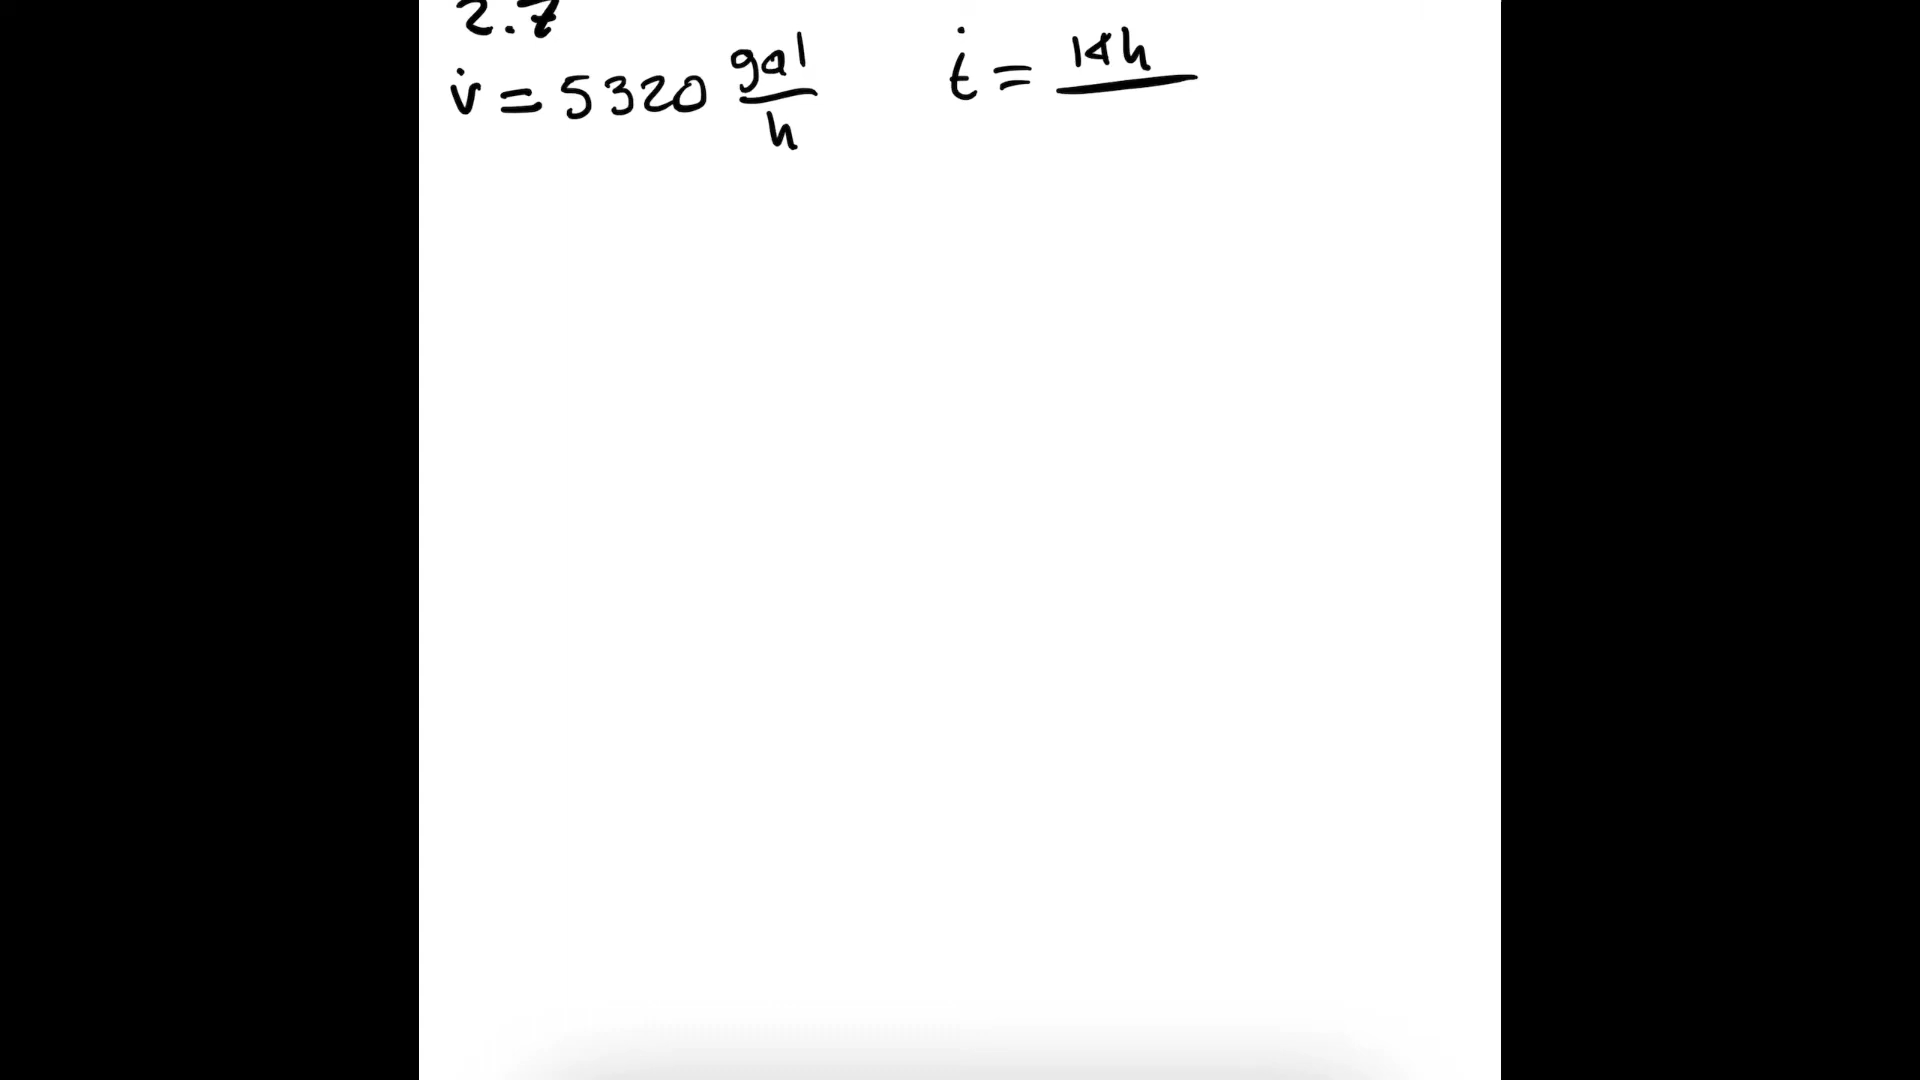 2.7
v̇ = 5320 gal/h
ṫ = 14h